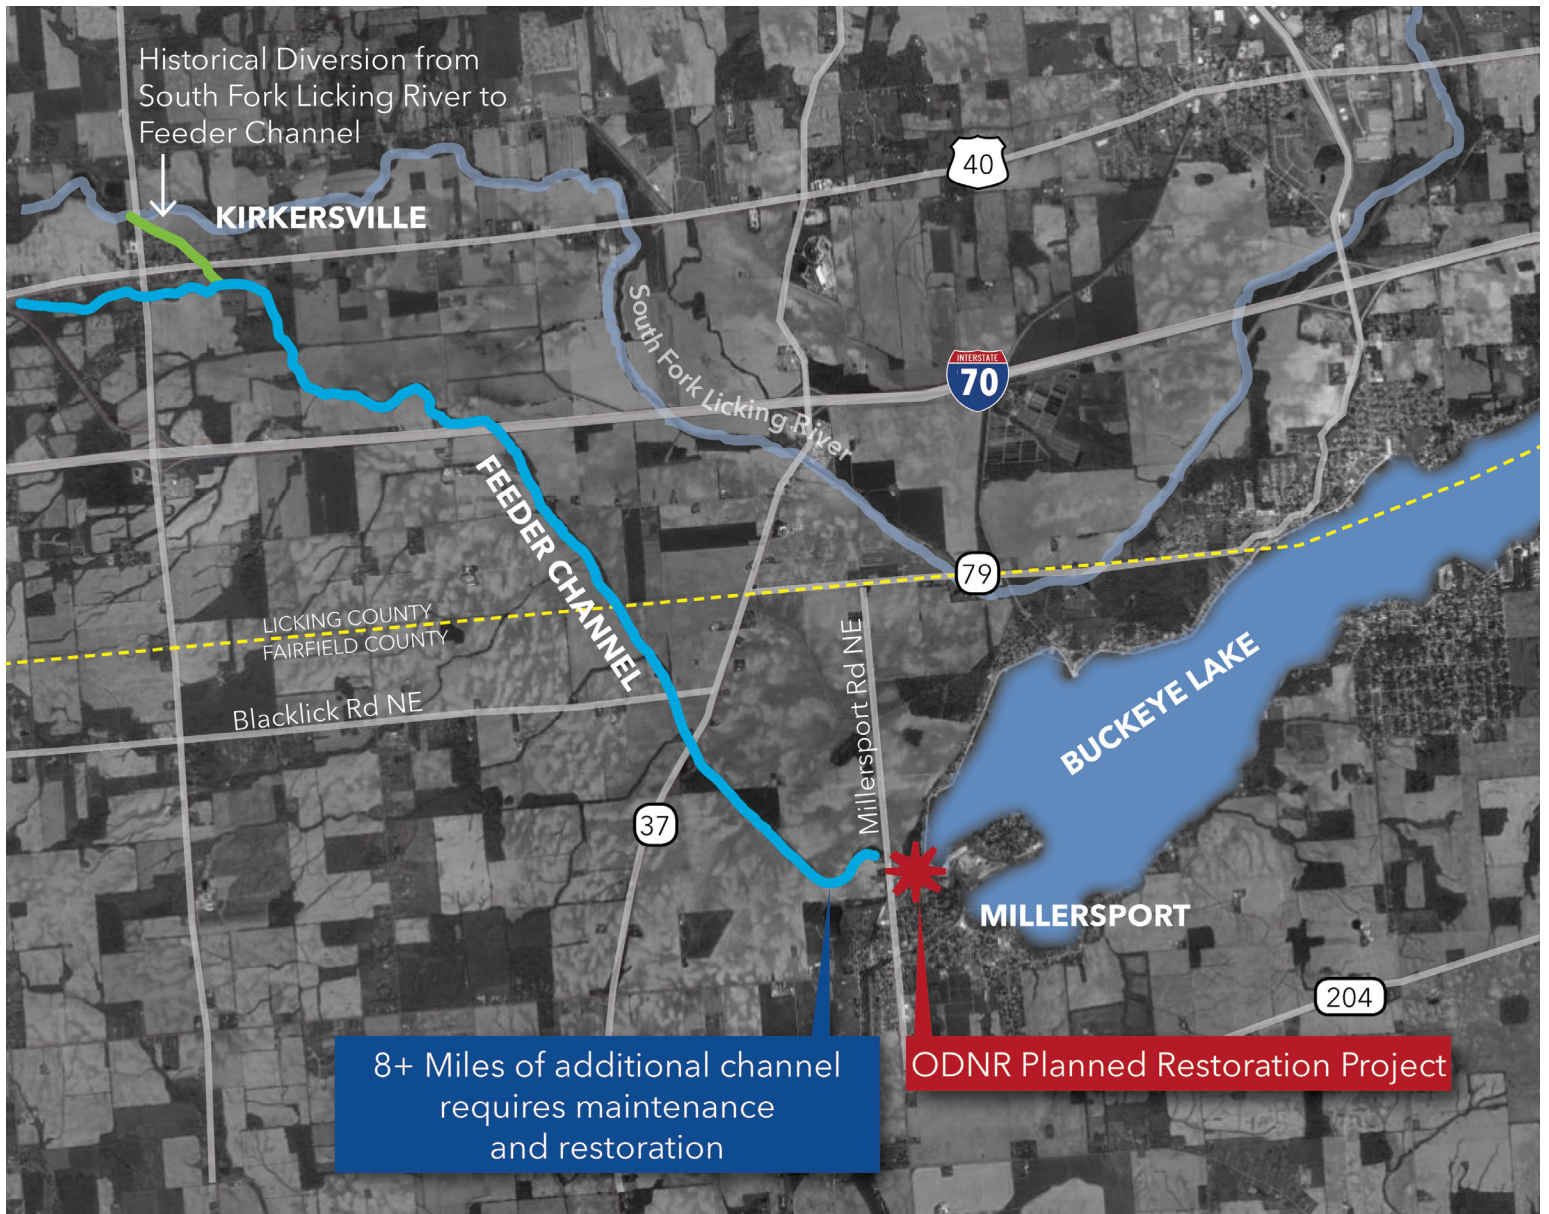 Historical Diversion from
South Fork Licking River to
Feeder Channel
40
KIRKERSVILLE
South Fork Licking River
INTERSTATE
70
FEEDER CHANNEL
79
LICKING COUNTY
FAIRFIELD COUNTY
Millersport Rd NE
BUCKEYE LAKE
Blacklick Rd NE
37
MILLERSPORT
204
8+ Miles of additional channel
requires maintenance
and restoration
ODNR Planned Restoration Project